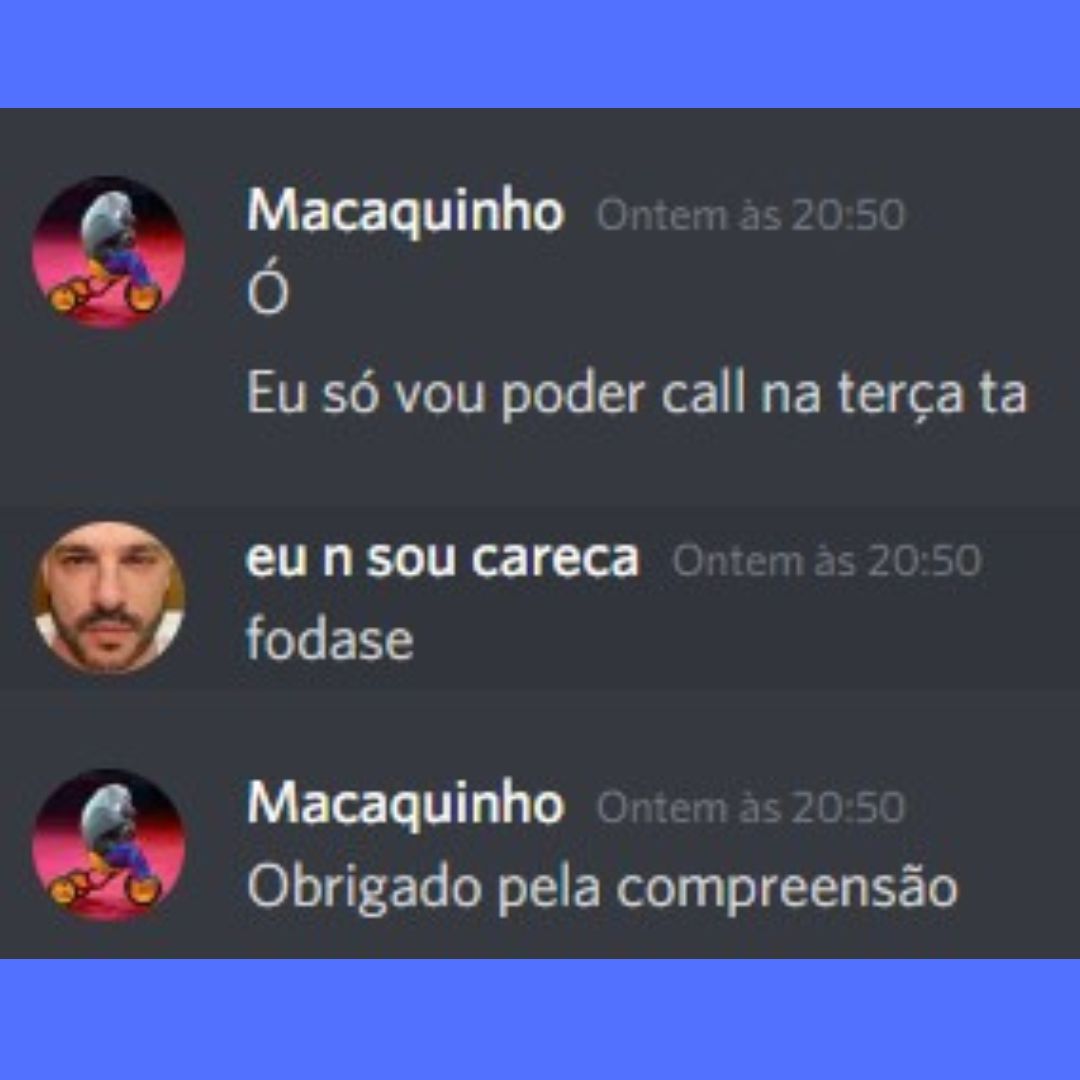 Macaquinho Ontem às 20:50
Ó
Eu só vou poder call na terça ta
eu n sou careca Ontem às 20:50
fodase
Macaquinho Ontem às 20:50
Obrigado pela compreensão